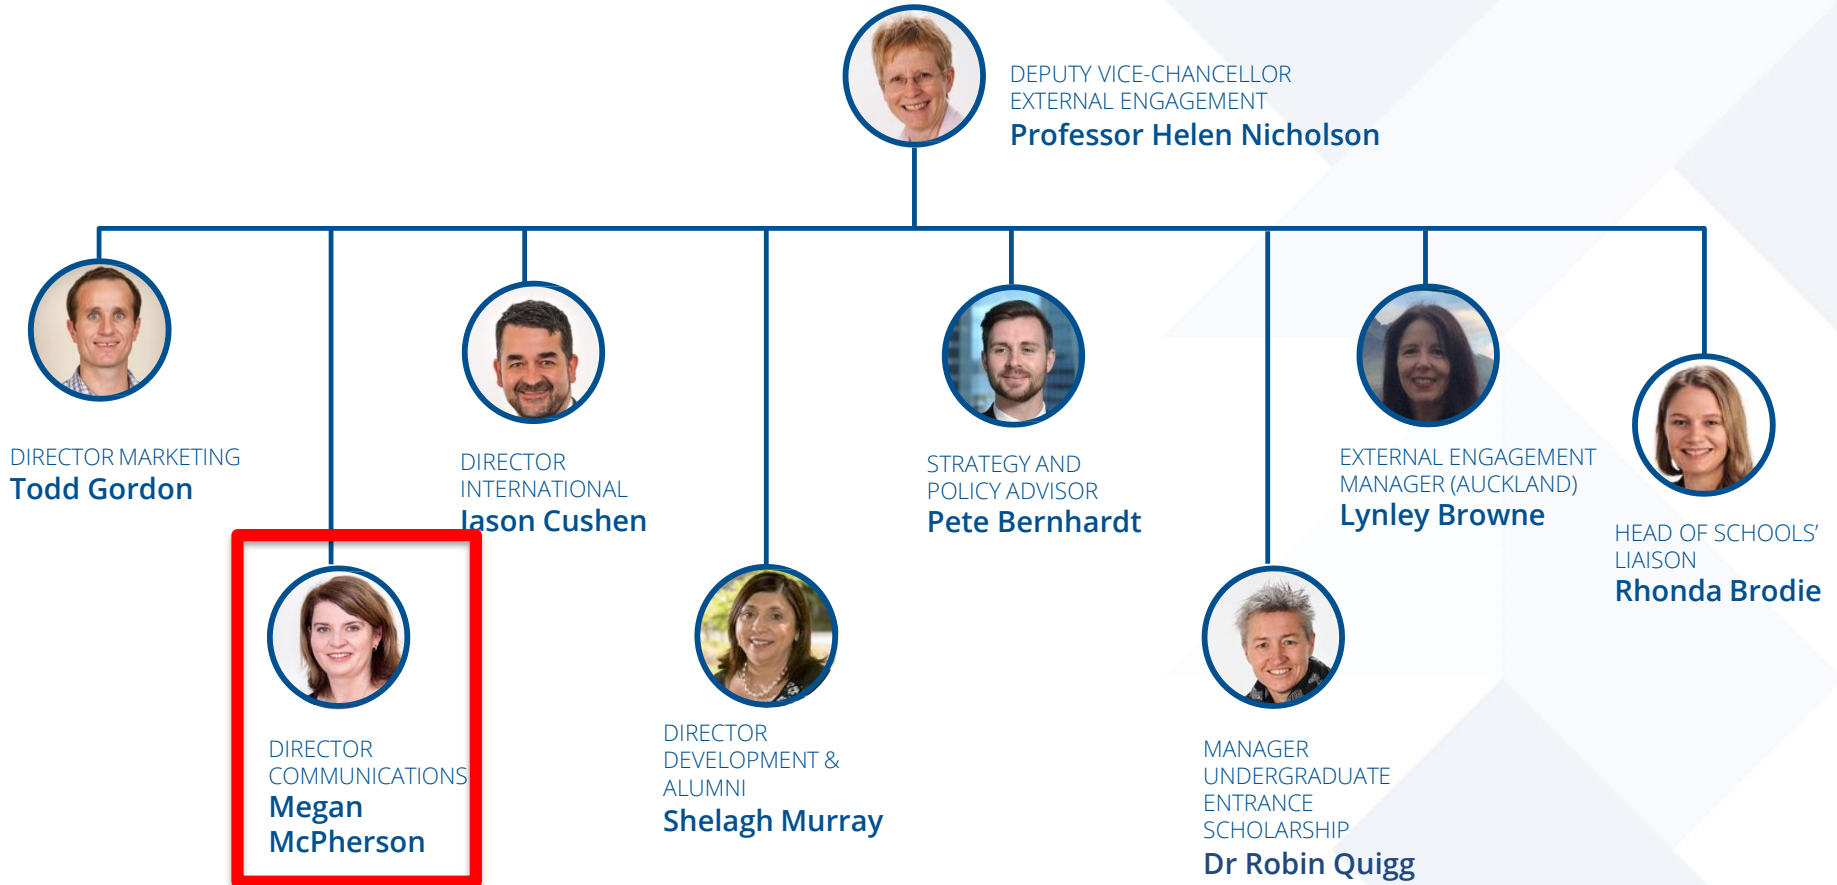 DEPUTY VICE-CHANCELLOR
EXTERNAL ENGAGEMENT
Professor Helen Nicholson
DIRECTOR MARKETING
Todd Gordon
DIRECTOR
INTERNATIONAL
Jason Cushen
STRATEGY AND
POLICY ADVISOR
Pete Bernhardt
EXTERNAL ENGAGEMENT
MANAGER (AUCKLAND)
Lynley Browne
HEAD OF SCHOOLS’
LIAISON
Rhonda Brodie
DIRECTOR
COMMUNICATIONS
Megan
McPherson
DIRECTOR
DEVELOPMENT &
ALUMNI
Shelagh Murray
MANAGER
UNDERGRADUATE
ENTRANCE
SCHOLARSHIP
Dr Robin Quigg